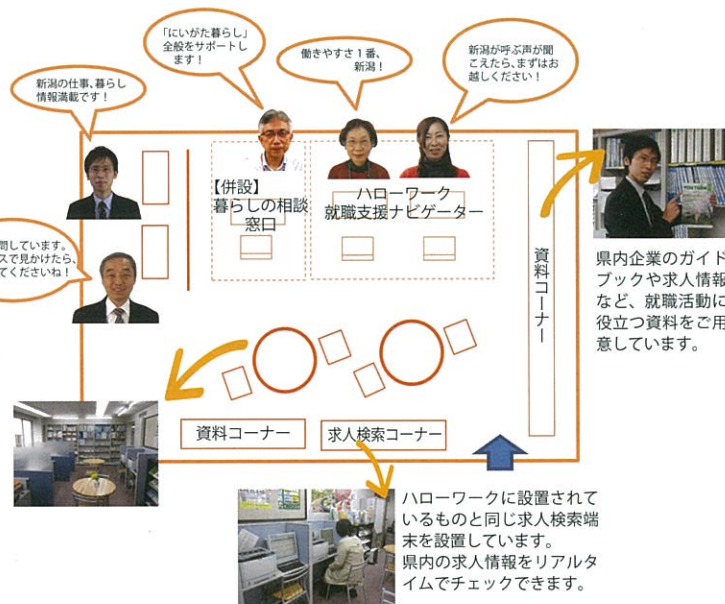 「にいがた暮らし」
全般をサポートし
ます！
働きやすさ１番、
新潟！
新潟が呼ぶ声が聞
こえたら、まずはお
越しください！
新潟の仕事、暮らし
情報満載です！
問しています。
スで見かけたら、
てくださいね！
【併設】
暮らしの相談
窓口
ハローワーク
就職支援ナビゲーター
資料コーナー
県内企業のガイド
ブックや求人情報
など、就職活動に
役立つ資料をご用
意しています。
資料コーナー
求人検索コーナー
ハローワークに設置されて
いるものと同じ求人検索端
末を設置しています。
県内の求人情報をリアルタ
イムでチェックできます。